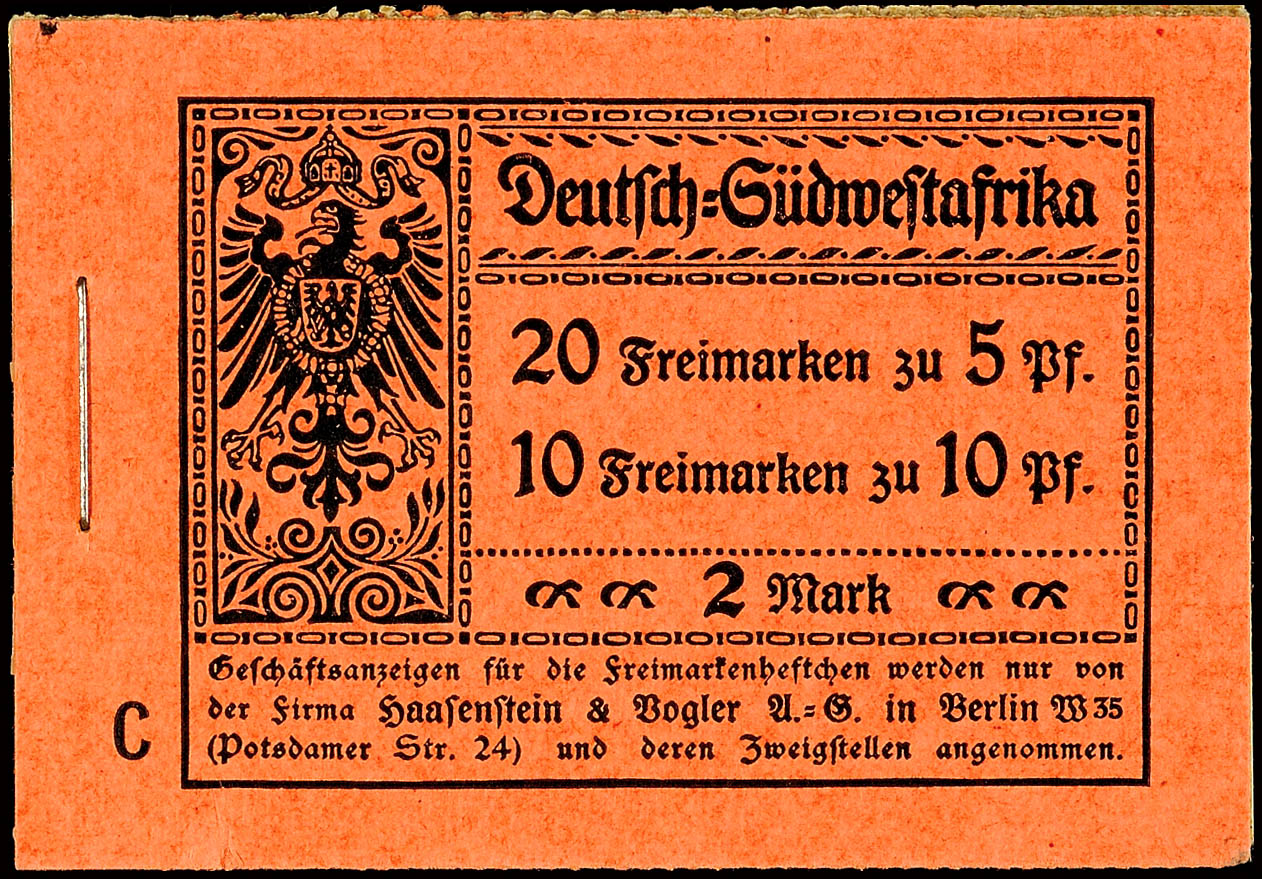 Deutsch=Südwestafrika
20 Freimarken zu 5 Pf.
10 Freimarken zu 10 Pf.
2 Mark
Geschäftsanzeigen für die Freimarkenheftchen werden nur von
der Firma Haasenstein & Vogler A.=G. in Berlin W 35
(Potsdamer Str. 24) und deren Zweigstellen angenommen.
C